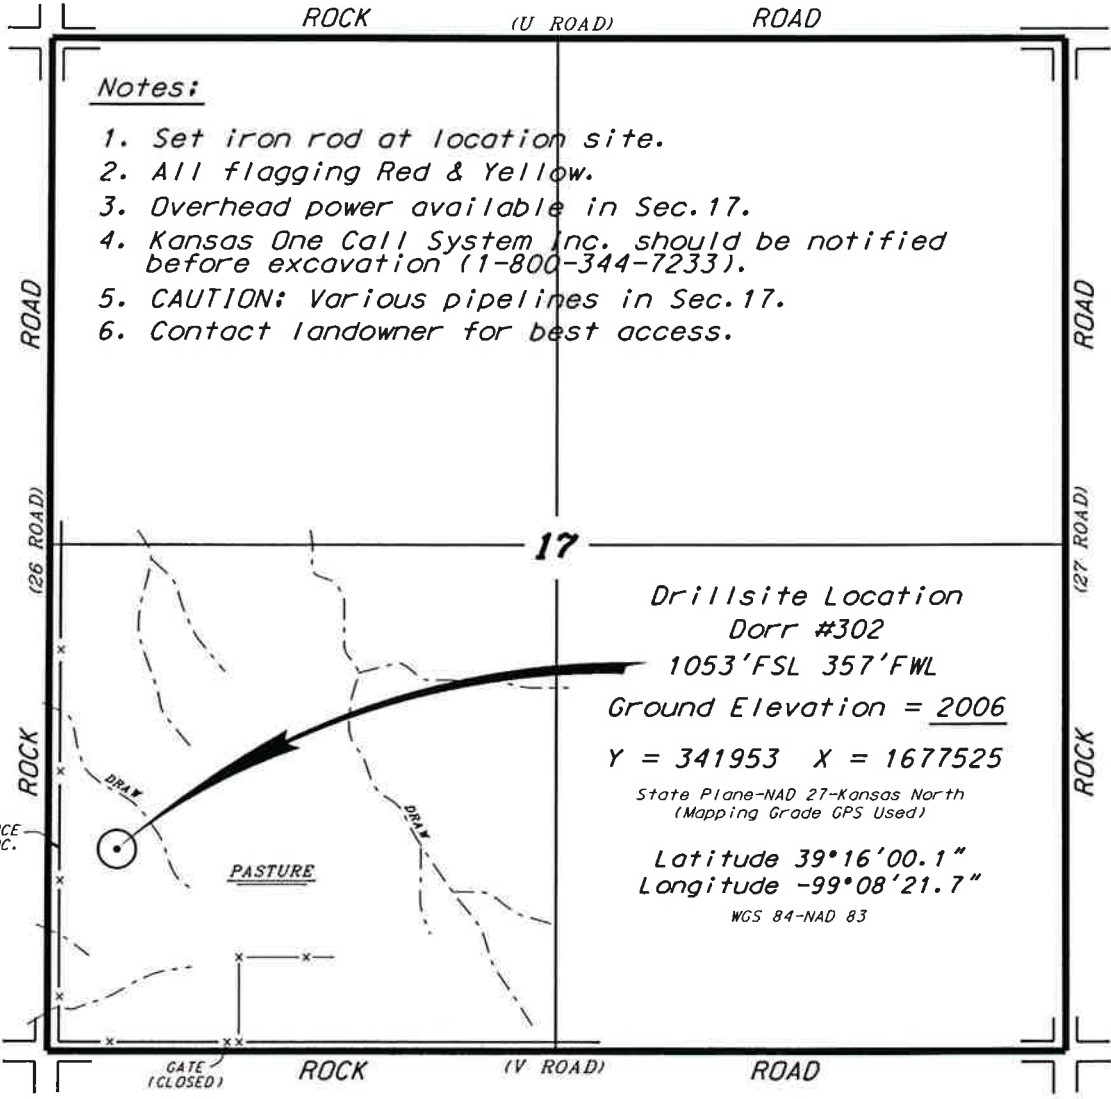 ROCK (U ROAD) ROAD
Notes:
1. Set iron rod at location site.
2. All flagging Red & Yellow.
3. Overhead power available in Sec.17.
4. Kansas One Call System Inc. should be notified
before excavation (1-800-344-7233).
5. CAUTION: Various pipelines in Sec.17.
6. Contact landowner for best access.
ROAD
(26 ROAD)
ROCK
ROAD
(27 ROAD)
ROCK
17
Drillsite Location
Dorr #302
1053'FSL 357'FWL
Ground Elevation = 2006
Y = 341953 X = 1677525
State Plane-NAD 27-Kansas North
(Mapping Grade GPS Used)
Latitude 39°16'00.1"
Longitude -99°08'21.7"
WGS 84-NAD 83
DRAW
DRAW
PASTURE
GATE
(CLOSED)
ROCK (V ROAD) ROAD